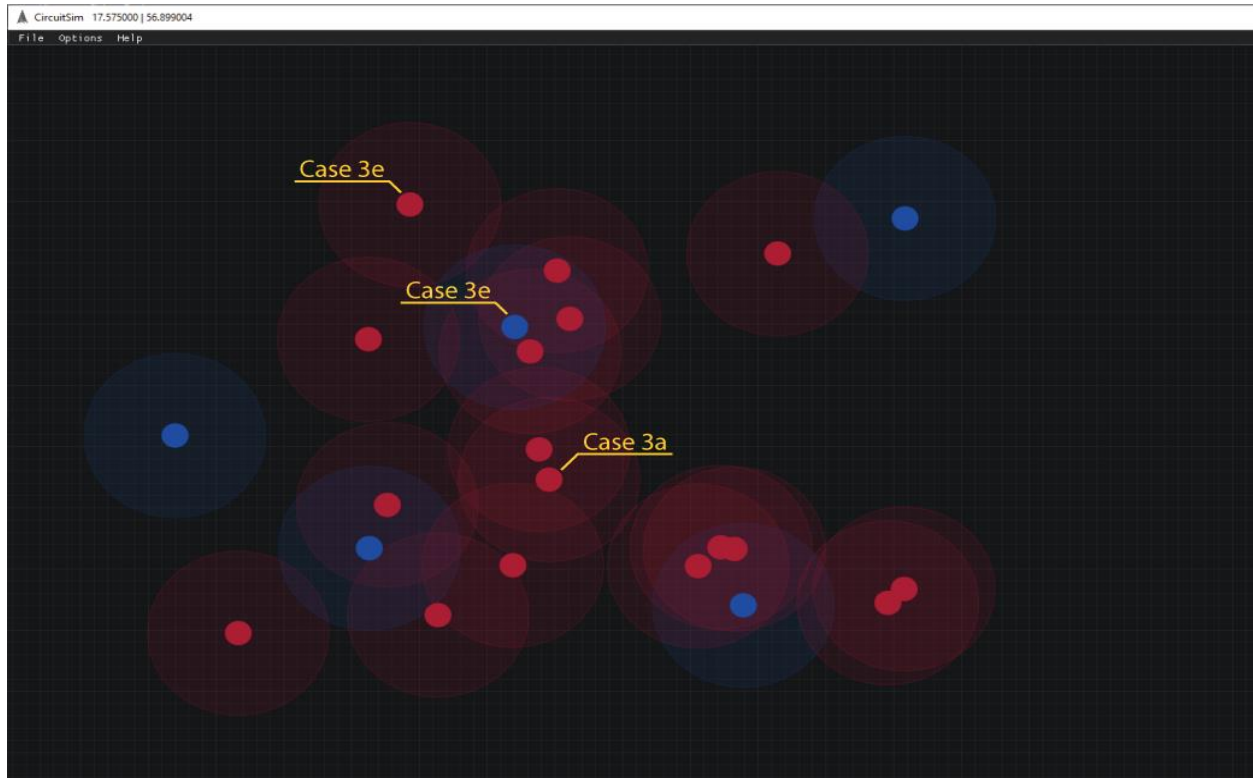 CircuitSim 17.575000 | 56.899004
File Options Help
Case 3e
Case 3e
Case 3a